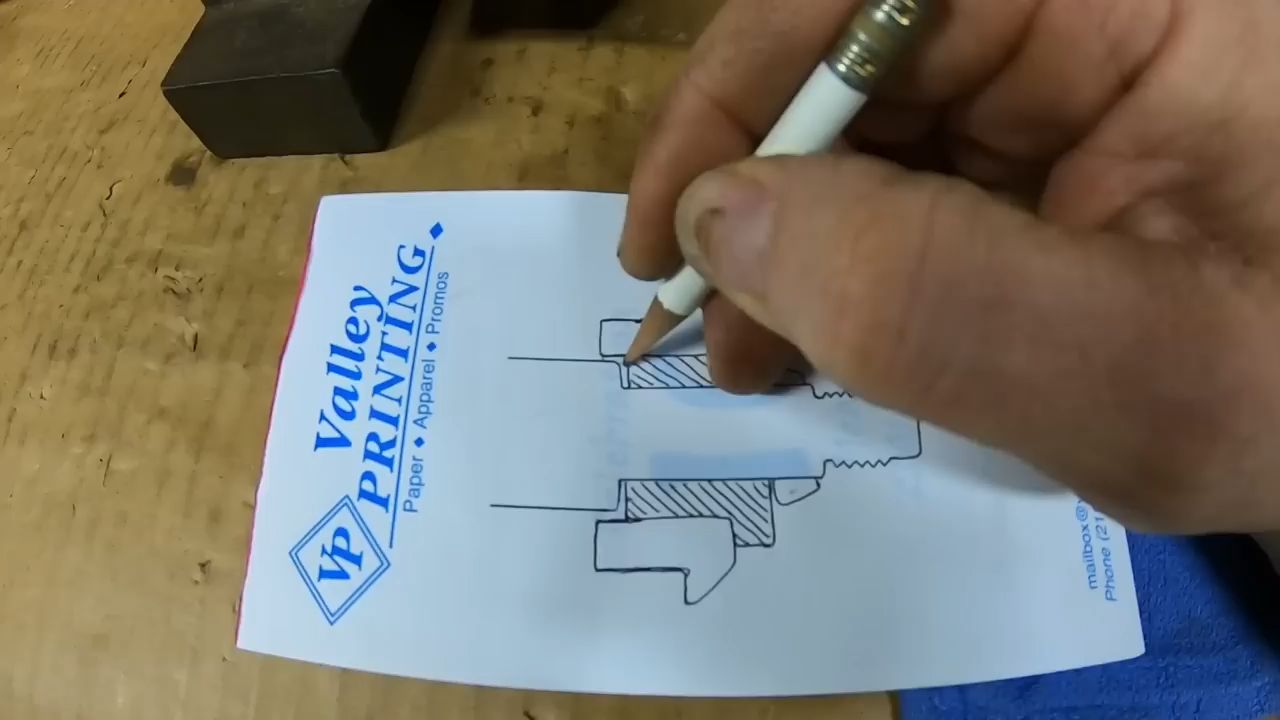 Valley
PRINTING
Paper ♦ Apparel ♦ Promos
VP
mailbox@
Phone (21